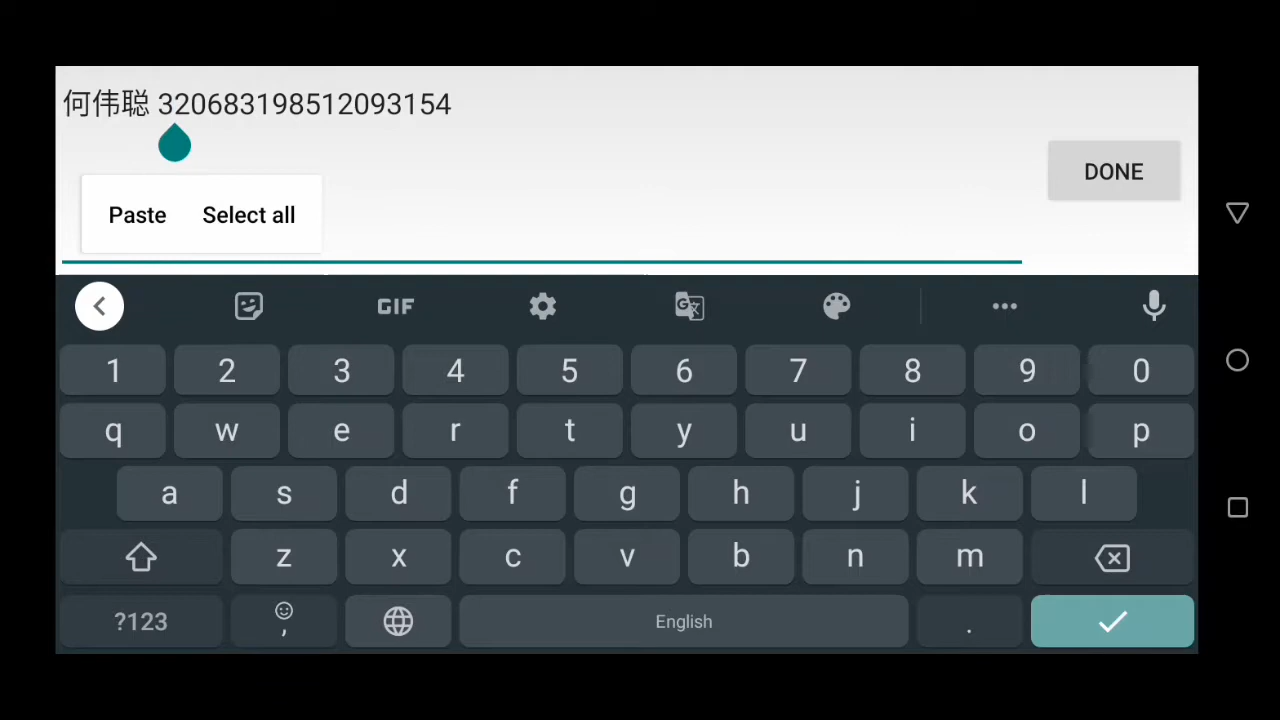 何伟聪 320683198512093154
DONE
Paste Select all
GIF
1 2 3 4 5 6 7 8 9 0
q w e r t y u i o p
a s d f g h j k l
z x c v b n m
?123 , English .